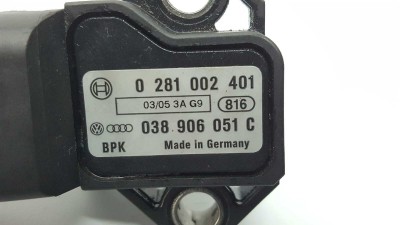 0 281 002 401
03/05 3A G9 816
038 906 051 C
BPK Made in Germany